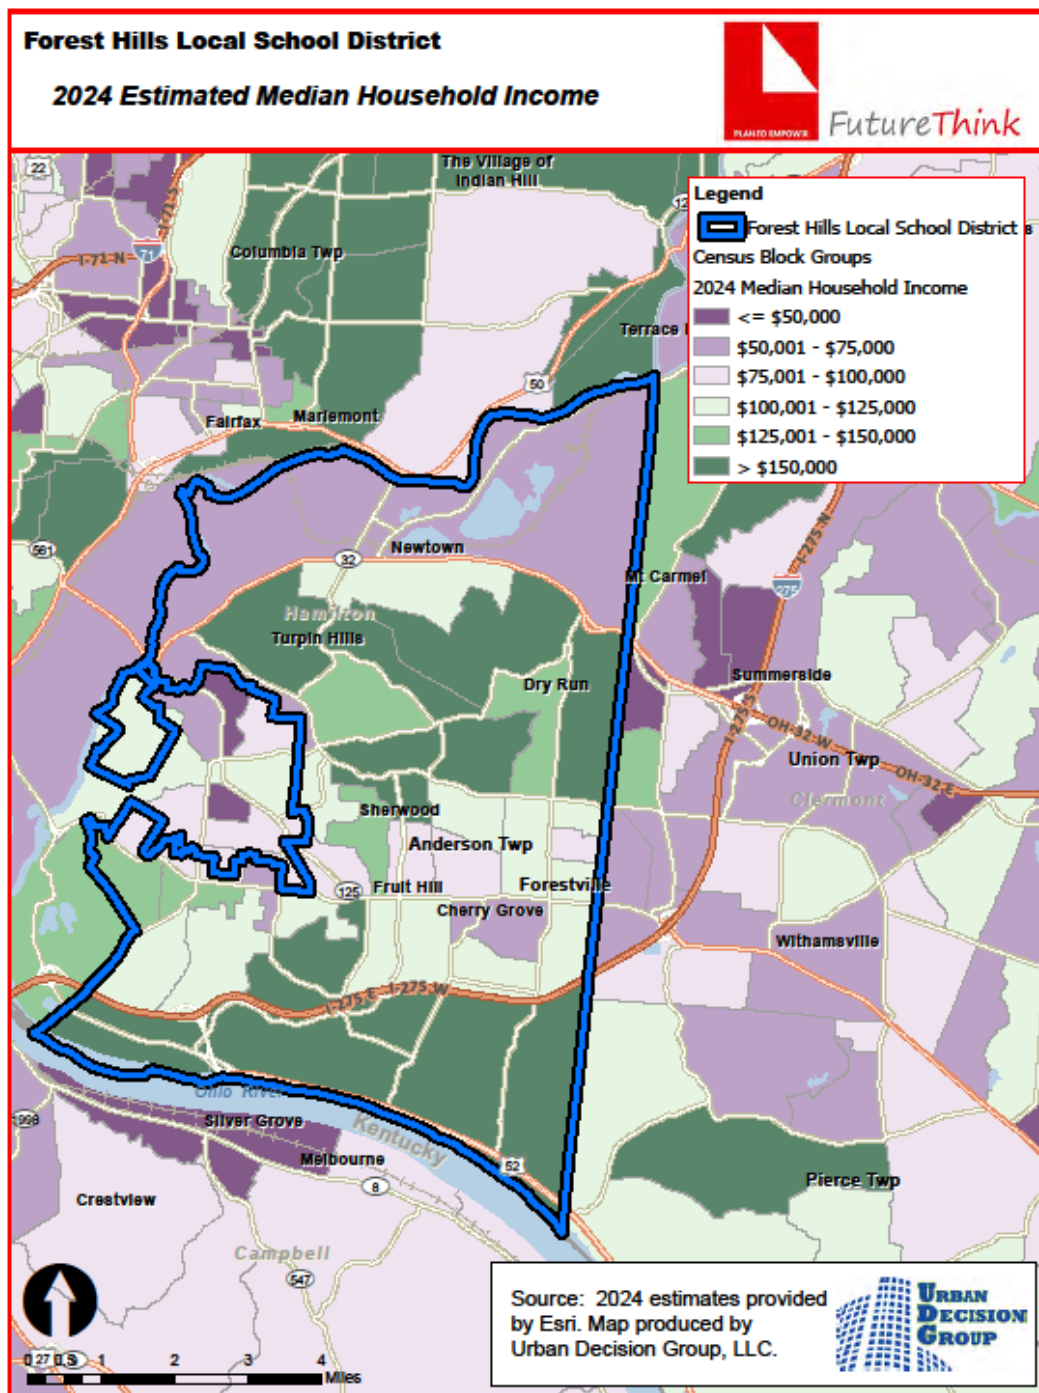 Forest Hills Local School District
2024 Estimated Median Household Income
PLAN TO EMPOWER
FutureThink
Legend
Forest Hills Local School District
Census Block Groups
2024 Median Household Income
<= $50,000
$50,001 - $75,000
$75,001 - $100,000
$100,001 - $125,000
$125,001 - $150,000
> $150,000
22
The Village of
Indian Hill
I-71 S
71
I-71 N
Columbia Twp
Terrace
50
Fairfax
Mariemont
561
Newtown
32
I-275 N
275
Mt Carmel
Hamilton
Turpin Hills
Dry Run
Summerside
I-275 S
OH-32 W
Union Twp
OH-32 E
Clermont
Sherwood
Anderson Twp
125
Fruit Hill
Forestville
Cherry Grove
Withamsville
I-275 E
I-275 W
Ohio River
Silver Grove
Kentucky
Melbourne
52
8
Pierce Twp
Crestview
Campbell
547
27
0 0.5 1 2 3 4
Miles
Source: 2024 estimates provided
by Esri. Map produced by
Urban Decision Group, LLC.
URBAN
DECISION
GROUP